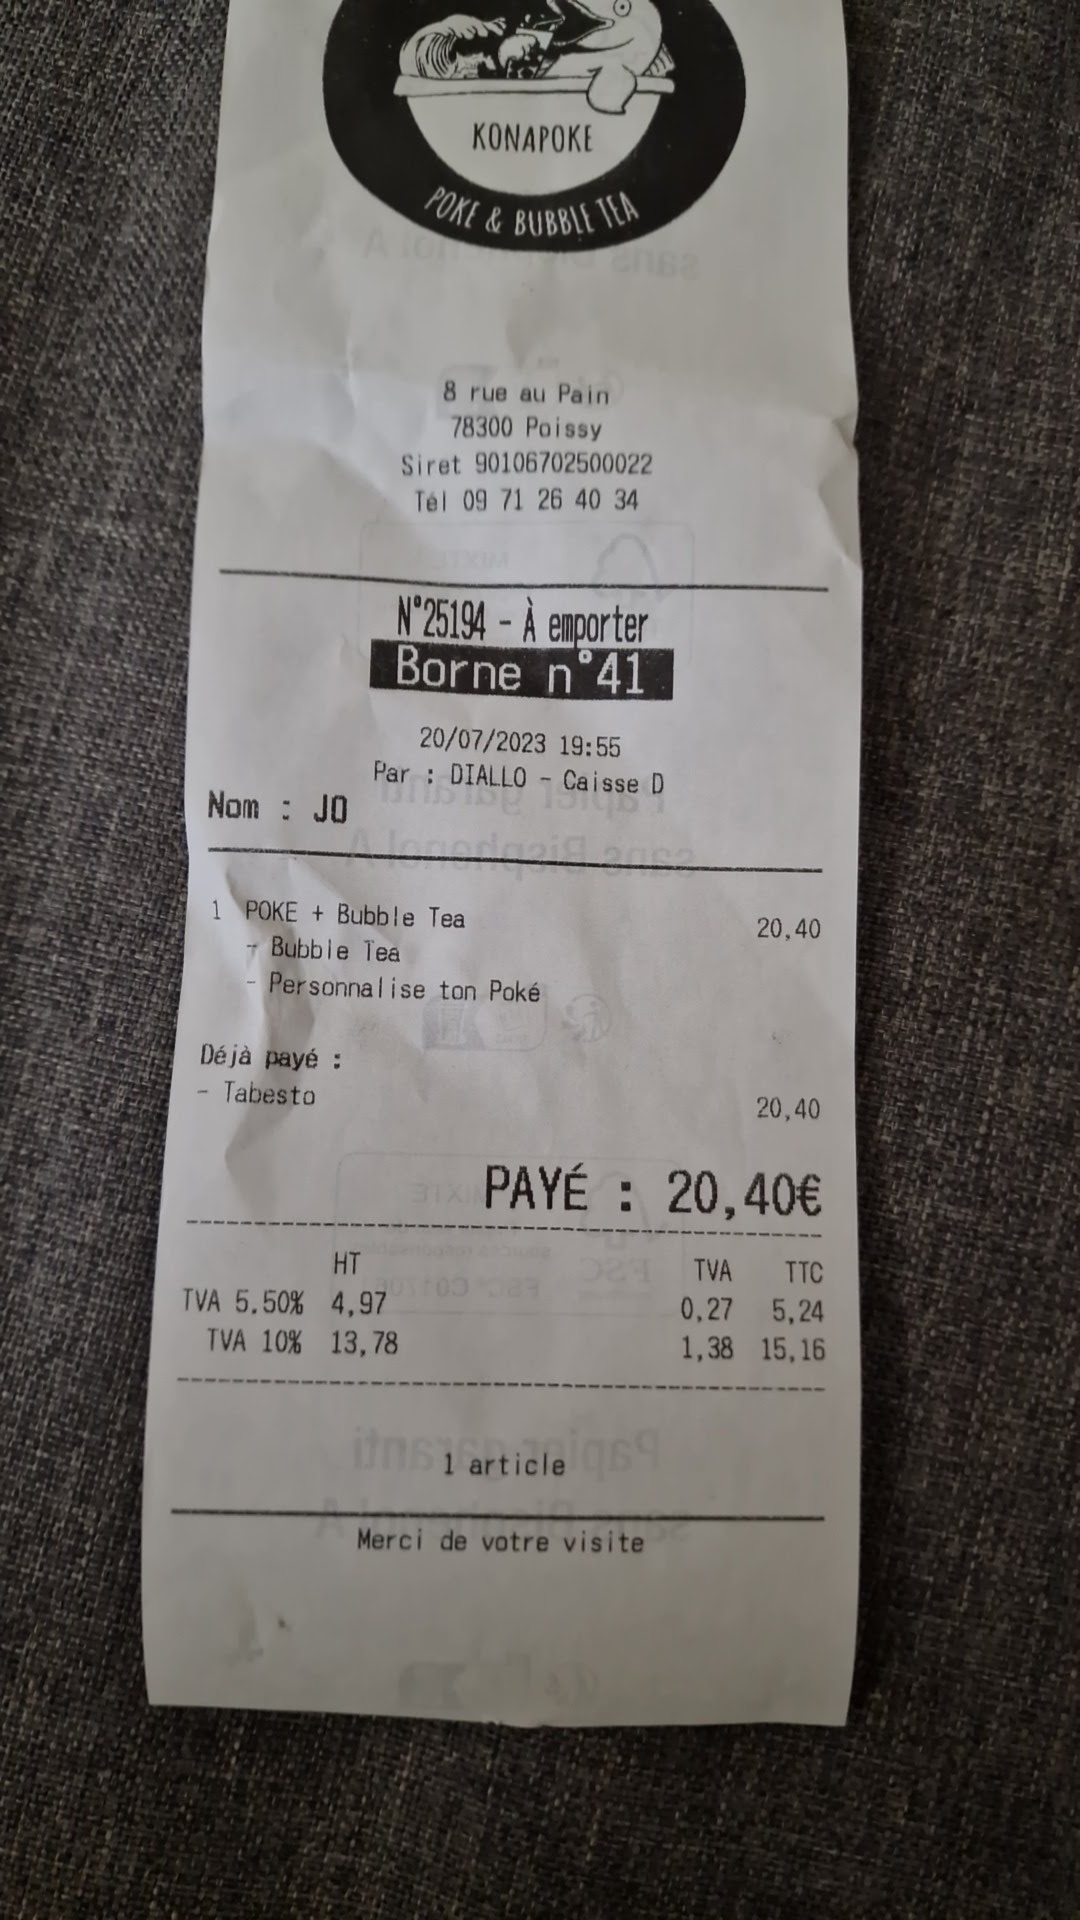 KONAPOKE
POKE & BUBBLE TEA
8 rue au Pain
78300 Poissy
Siret 90106702500022
Tél 09 71 26 40 34
N°25194 - À emporter
Borne n°41
20/07/2023 19:55
Par : DIALLO - Caisse D
Nom : JO
1 POKE + Bubble Tea 20,40
- Bubble Tea
- Personnalise ton Poké
Déjà payé :
- Tabesto 20,40
PAYÉ : 20,40€
HT TVA TTC
TVA 5.50% 4,97 0,27 5,24
TVA 10% 13,78 1,38 15,16
1 article
Merci de votre visite